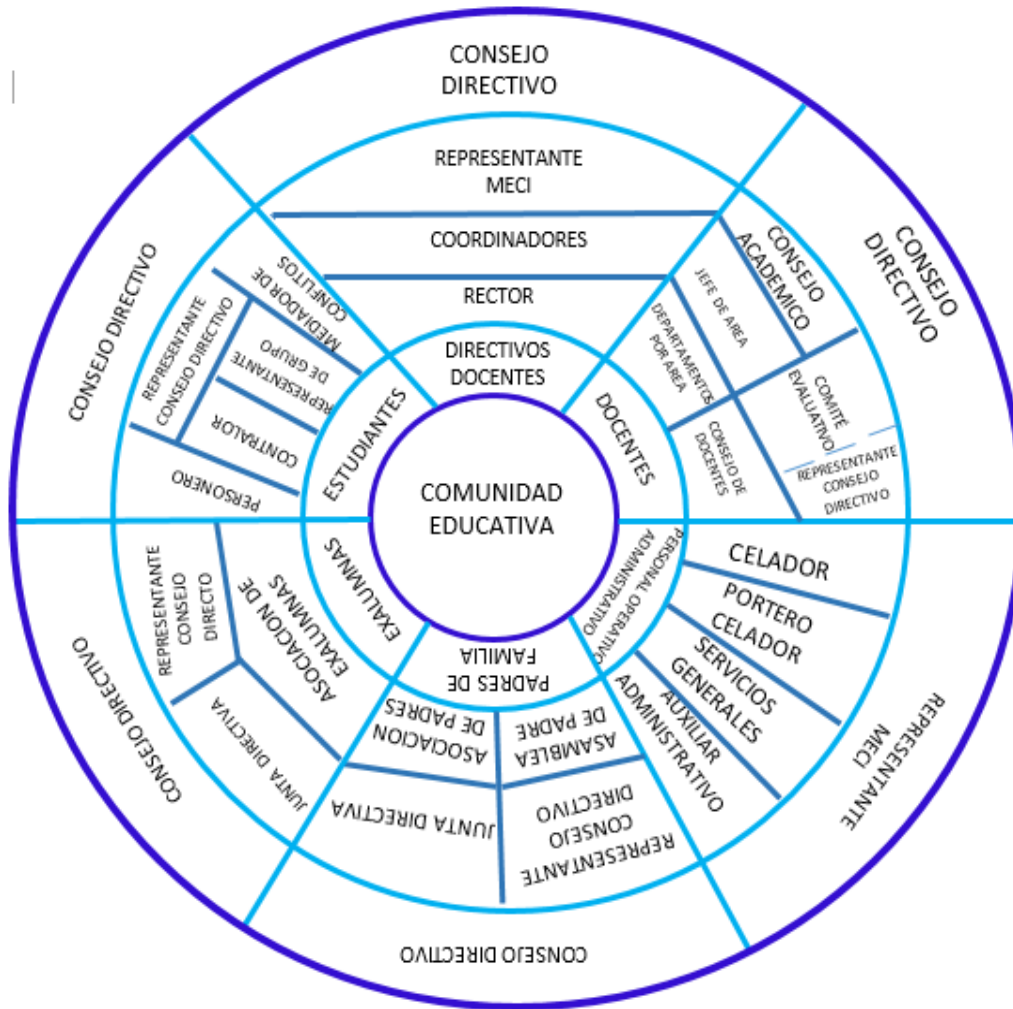 CONSEJO
DIRECTIVO
REPRESENTANTE
MECI
COORDINADORES
RECTOR
DIRECTIVOS
DOCENTES
CONSEJO
DIRECTIVO
CONSEJO
ACADEMICO
JEFE DE AREA
DEPARTAMENTOS
POR AREA
COMITÉ
EVALUATIVO
CONSEJO DE
DOCENTES
REPRESENTANTE
CONSEJO
DIRECTIVO
DOCENTES
REPRESENTANTE
MECI
CELADOR
PORTERO
CELADOR
SERVICIOS
GENERALES
AUXILIAR
ADMINISTRATIVO
PERSONAL OPERATIVO
ADMINISTRATIVO
CONSEJO DIRECTIVO
REPRESENTANTE
CONSEJO
DIRECTIVO
JUNTA DIRECTIVA
ASAMBLEA
DE PADRE
ASOCIACION
DE PADRES
PADRES DE
FAMILIA
CONSEJO DIRECTIVO
JUNTA DIRECTIVA
REPRESENTANTE
CONSEJO
DIRECTO
ASOCIACION DE
EXALUMNAS
EXALUMNAS
CONSEJO DIRECTIVO
MEDIADOR DE
CONFLITOS
REPRESENTANTE
CONSEJO DIRECTIVO
REPRESENTANTE
DE GRUPO
CONTRALOR
PERSONERO
ESTUDIANTES
COMUNIDAD
EDUCATIVA